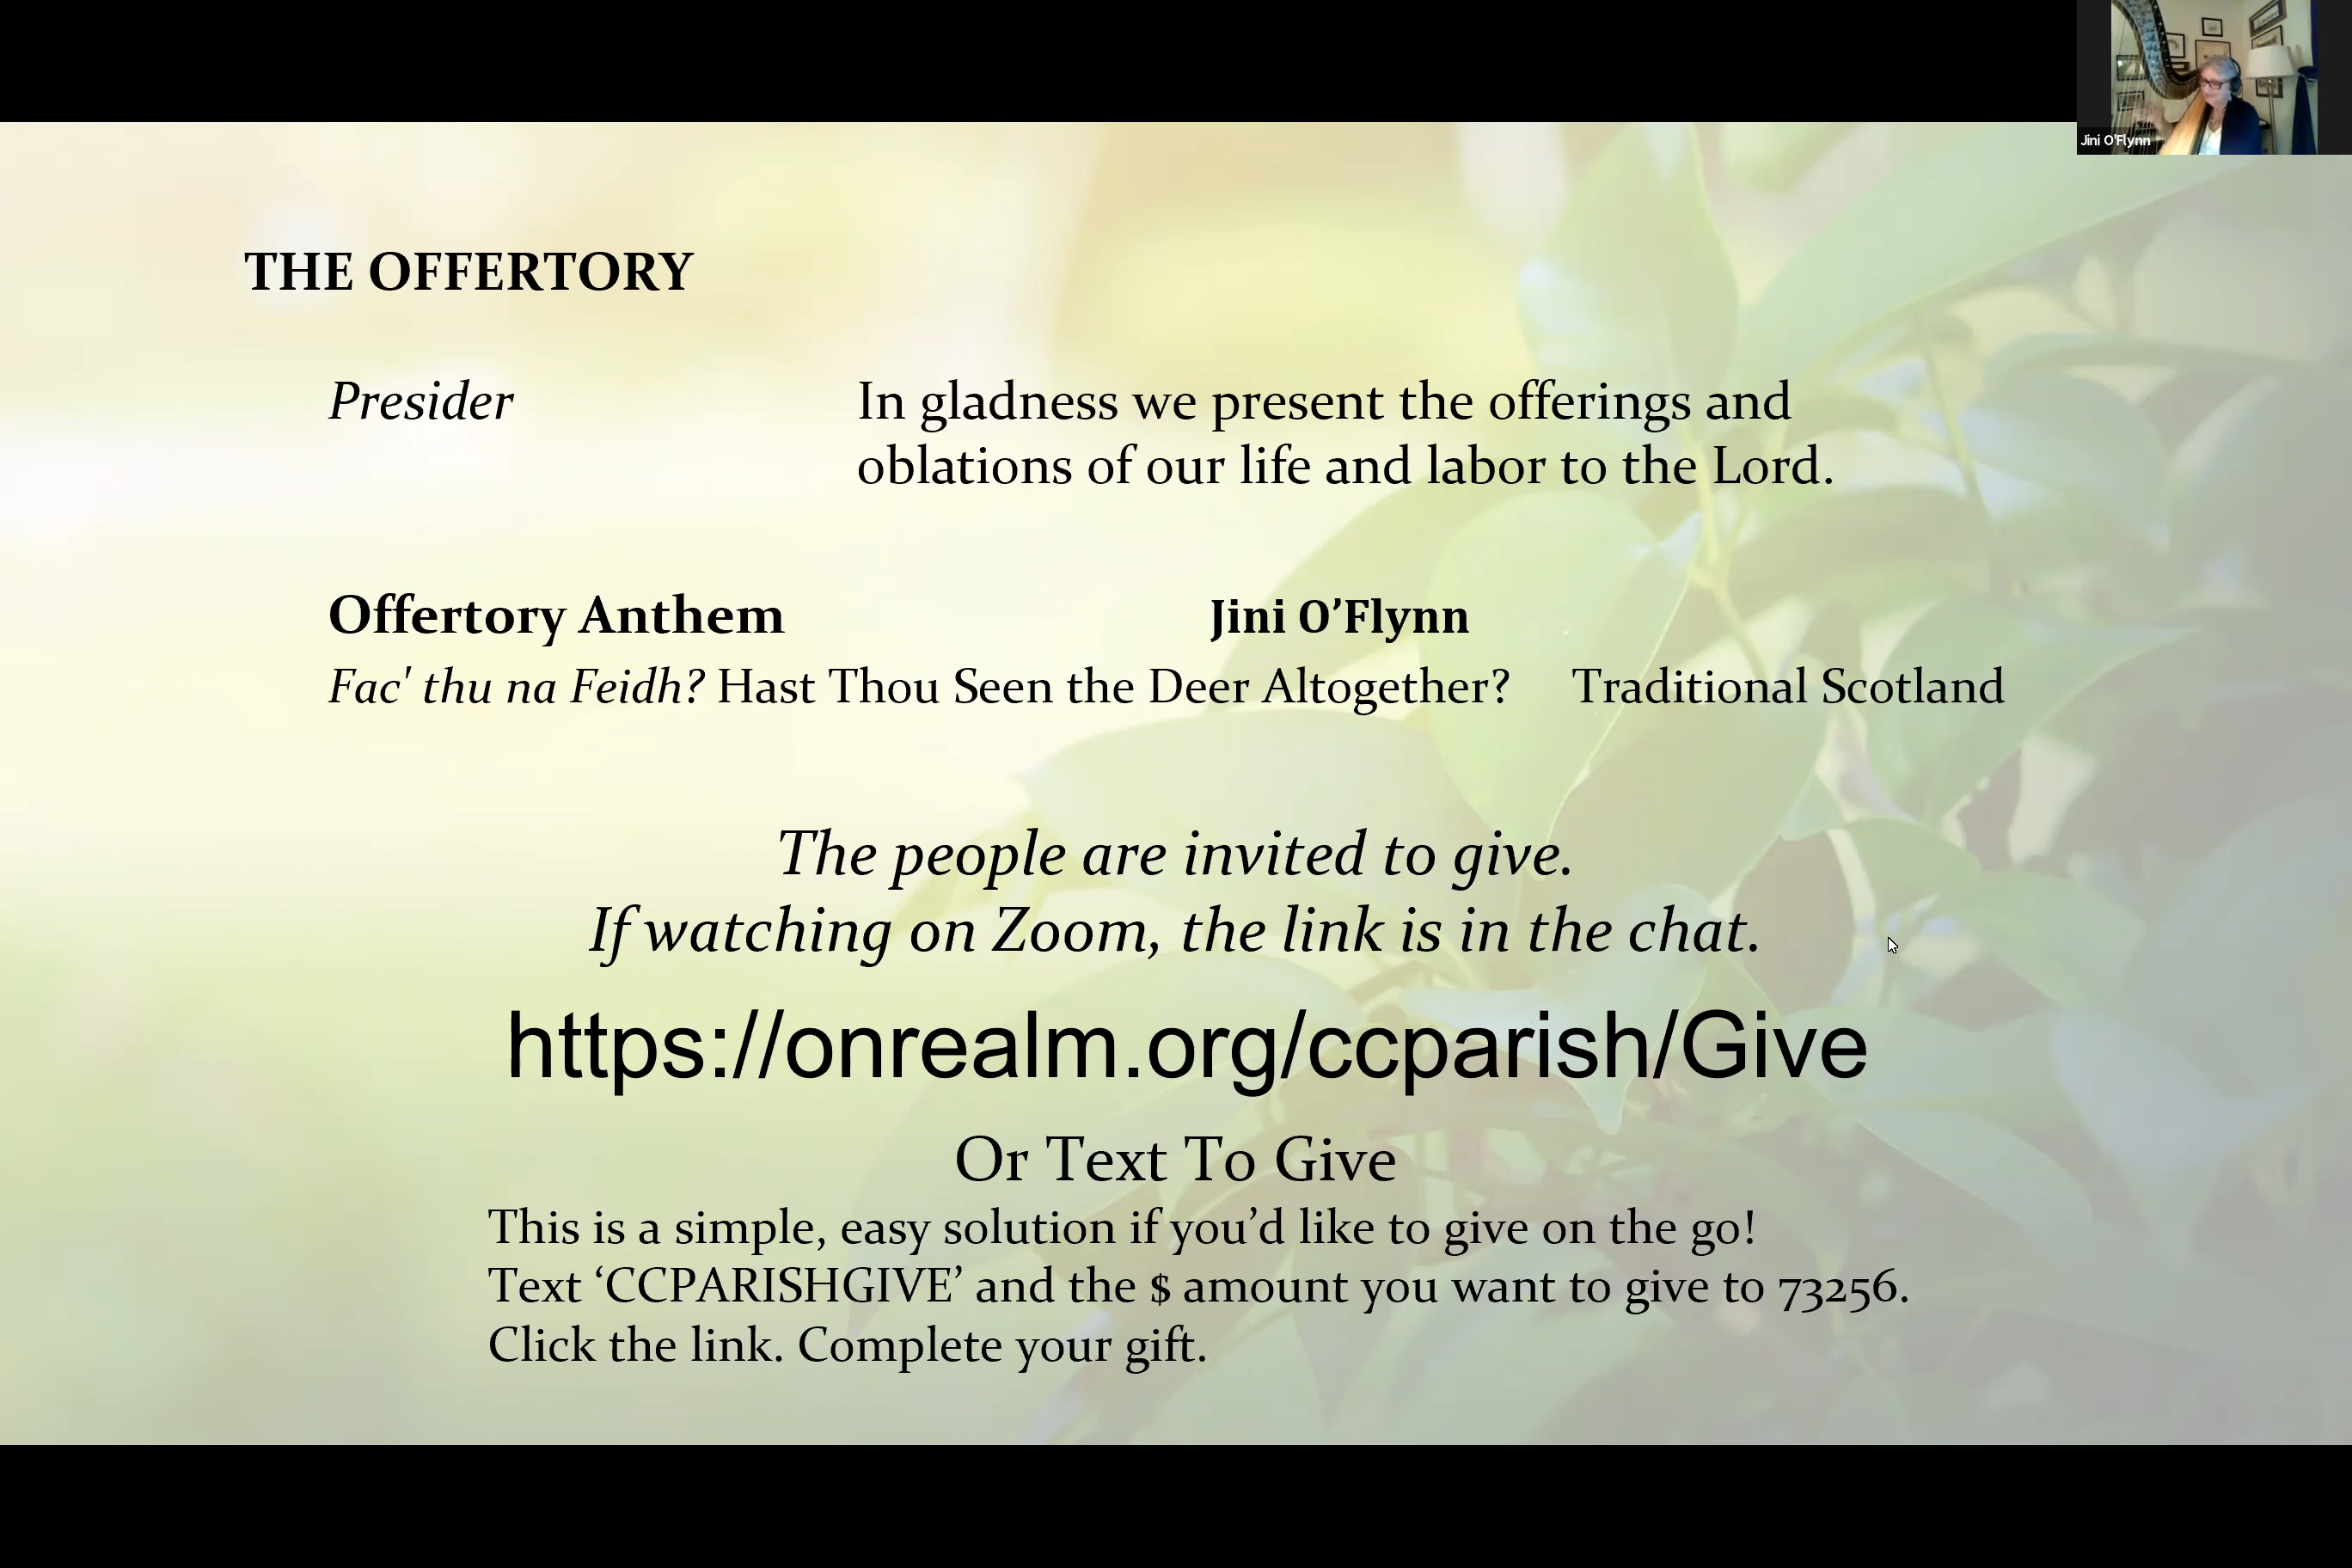 Jini O'Flynn
THE OFFERTORY
Presider In gladness we present the offerings and
oblations of our life and labor to the Lord.
Offertory Anthem Jini O’Flynn
Fac' thu na Feidh? Hast Thou Seen the Deer Altogether? Traditional Scotland
The people are invited to give.
If watching on Zoom, the link is in the chat.
https://onrealm.org/ccparish/Give
Or Text To Give
This is a simple, easy solution if you’d like to give on the go!
Text ‘CCPARISHGIVE’ and the $ amount you want to give to 73256.
Click the link. Complete your gift.